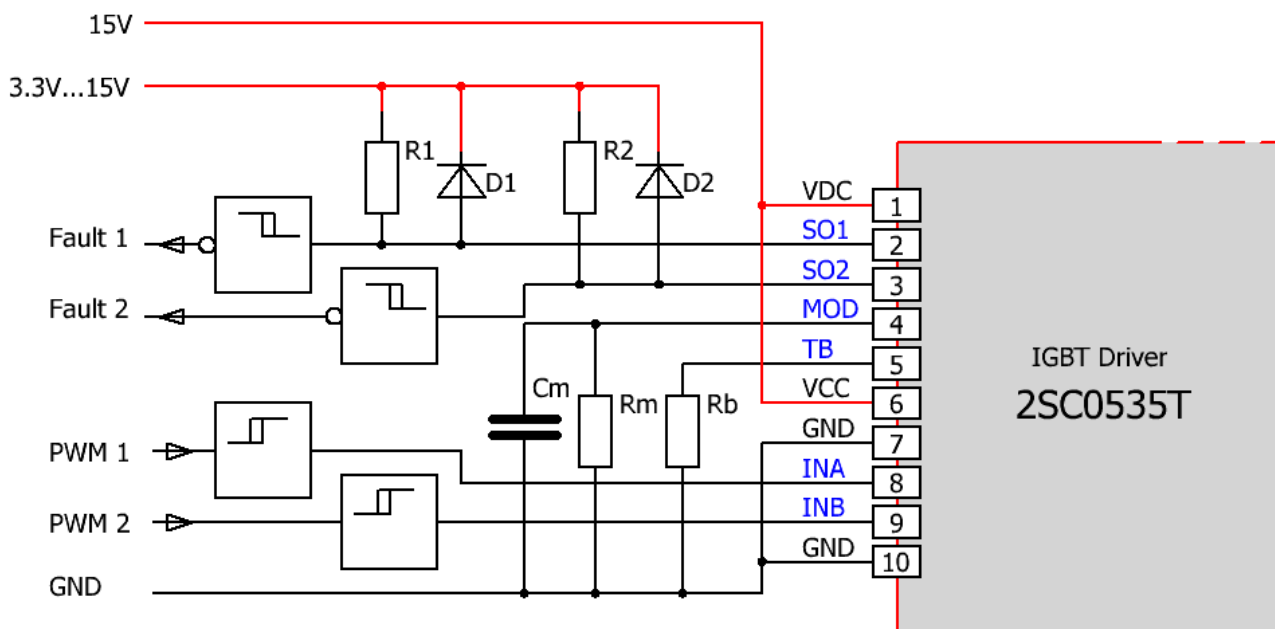 15V
3.3V...15V
R1
D1
R2
D2
VDC
1
Fault 1
SO1
2
SO2
3
Fault 2
MOD
4
TB
5
IGBT Driver
2SC0535T
Cm
Rm
Rb
VCC
6
GND
7
PWM 1
INA
8
PWM 2
INB
9
GND
10
GND